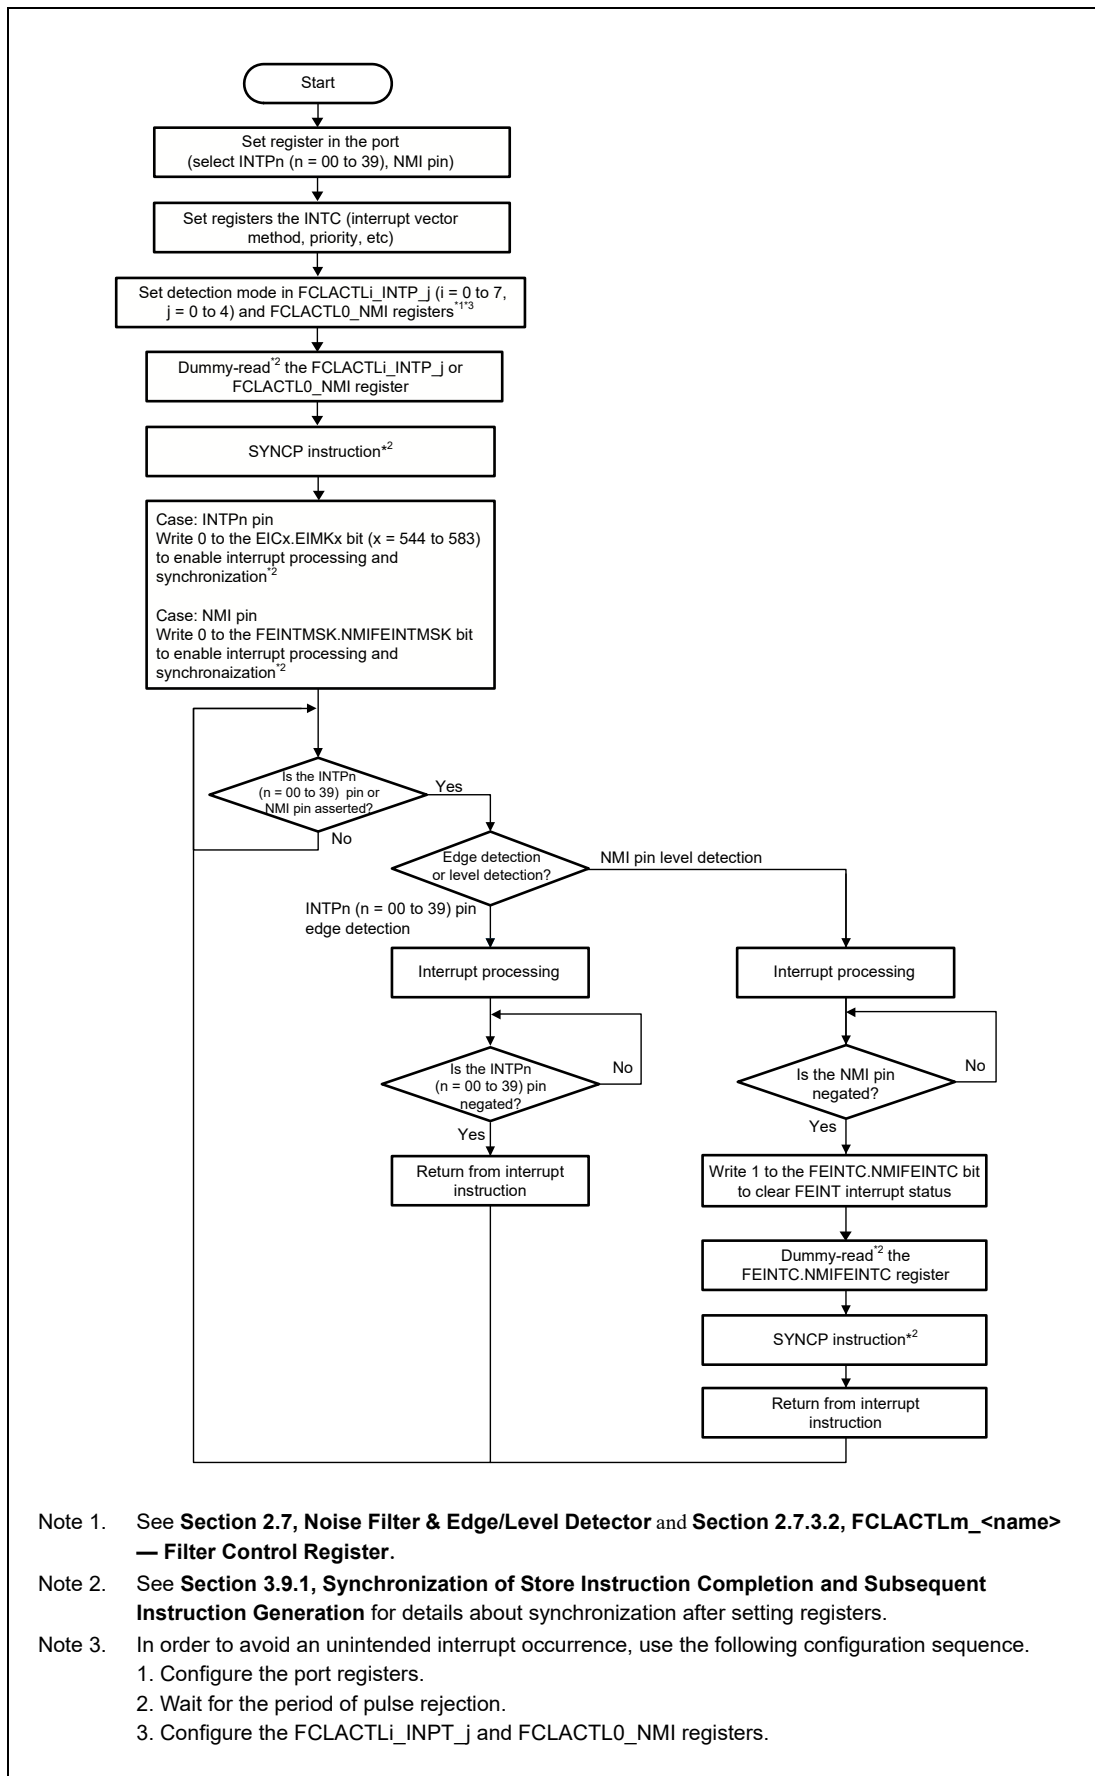 Start
Set register in the port
(select INTPn (n = 00 to 39), NMI pin)
Set registers the INTC (interrupt vector
method, priority, etc)
Set detection mode in FCLACTLi_INTP_j (i = 0 to 7,
j = 0 to 4) and FCLACTL0_NMI registers*1*3
Dummy-read*2 the FCLACTLi_INTP_j or
FCLACTL0_NMI register
SYNCP instruction*2
Case: INTPn pin
Write 0 to the EICx.EIMKx bit (x = 544 to 583)
to enable interrupt processing and
synchronization*2
Case: NMI pin
Write 0 to the FEINTMSK.NMIFEINTMSK bit
to enable interrupt processing and
synchronaization*2
Is the INTPn
(n = 00 to 39) pin or
NMI pin asserted?
Yes
No
Edge detection
or level detection?
NMI pin level detection
INTPn (n = 00 to 39) pin
edge detection
Interrupt processing
Interrupt processing
Is the INTPn
(n = 00 to 39) pin
negated?
No
Is the NMI pin
negated?
No
Yes
Yes
Return from interrupt
instruction
Write 1 to the FEINTC.NMIFEINTC bit
to clear FEINT interrupt status
Dummy-read*2 the
FEINTC.NMIFEINTC register
SYNCP instruction*2
Return from interrupt
instruction
Note 1. See Section 2.7, Noise Filter & Edge/Level Detector and Section 2.7.3.2, FCLACTLm_<name>
— Filter Control Register.
Note 2. See Section 3.9.1, Synchronization of Store Instruction Completion and Subsequent
Instruction Generation for details about synchronization after setting registers.
Note 3. In order to avoid an unintended interrupt occurrence, use the following configuration sequence.
1. Configure the port registers.
2. Wait for the period of pulse rejection.
3. Configure the FCLACTLi_INPT_j and FCLACTL0_NMI registers.